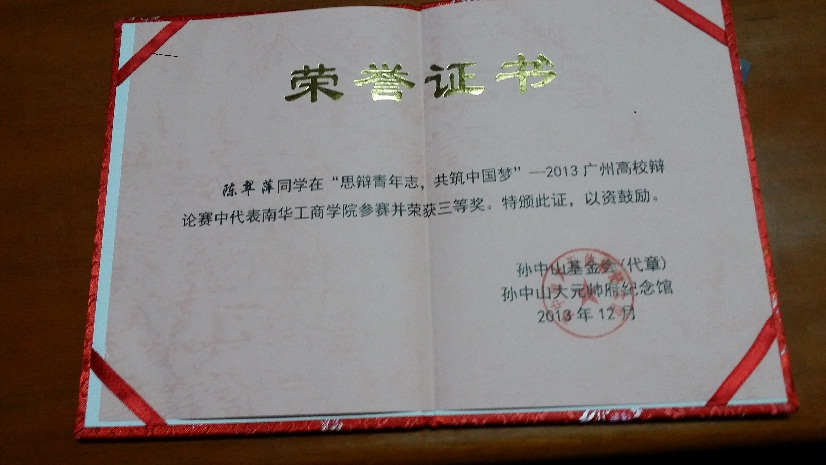 荣誉证书
陈翠萍同学在“思辩青年志，共筑中国梦”—2013广州高校辩
论赛中代表南华工商学院参赛并荣获三等奖。特颁此证，以资鼓励。
孙中山基金会(代章)
孙中山大元帅府纪念馆
2013年12月